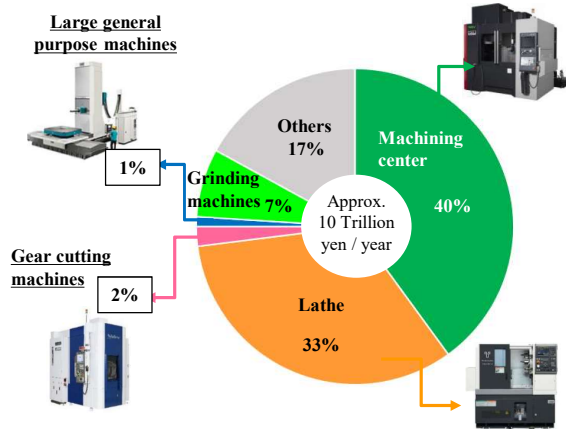 Large general
purpose machines
1%
Others
17%
Machining
center
40%
Grinding
machines 7%
Approx.
10 Trillion
yen / year
Gear cutting
machines
2%
Lathe
33%